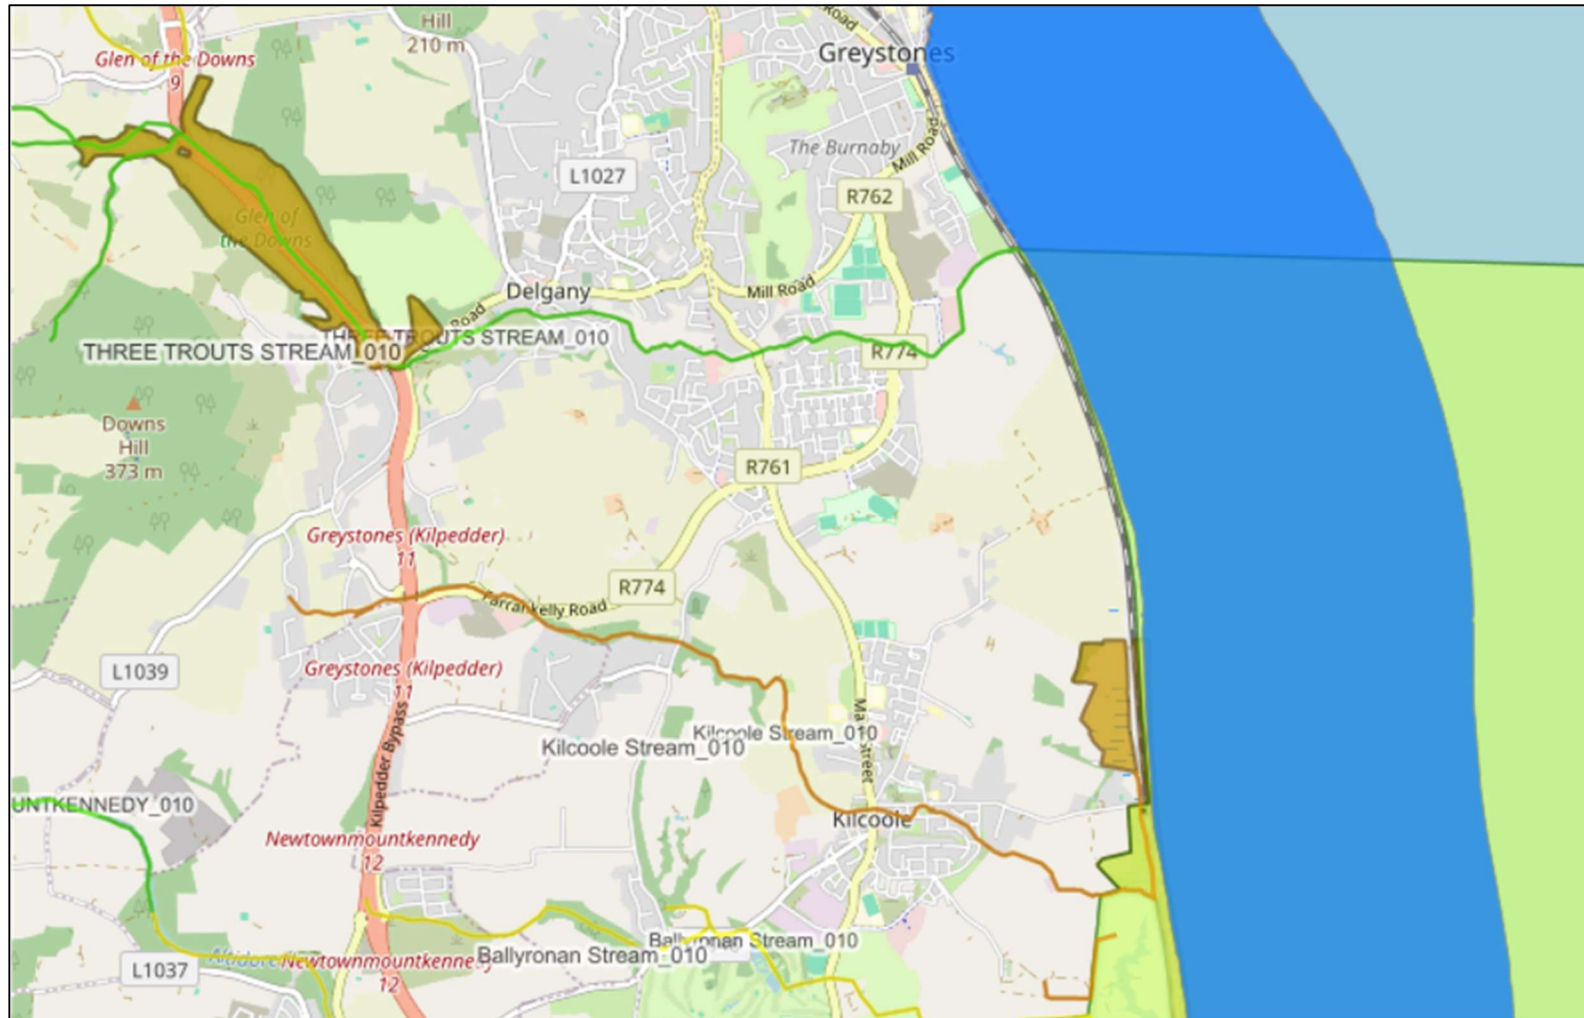 Hill
210 m
Road
Greystones
Glen of the Downs
9
The Burnaby
Mill Road
L1027
R762
Glen of
the Downs
Delgany
Mill Road
Road
THREE TROUTS STREAM_010
THREE TROUTS STREAM_010
R774
Downs
Hill
373 m
R761
Greystones (Kilpedder)
11
R774
Farrankelly Road
L1039
Greystones (Kilpedder)
11
Kilpedder Bypass
Main Street
Kilcoole Stream_010
Kilcoole Stream_010
UNTKENNEDY_010
Kilcoole
Newtownmountkennedy
12
Ballyronan Stream_010
Ballyronan Stream_010
L1037
Altidore
Newtownmountkennedy
12